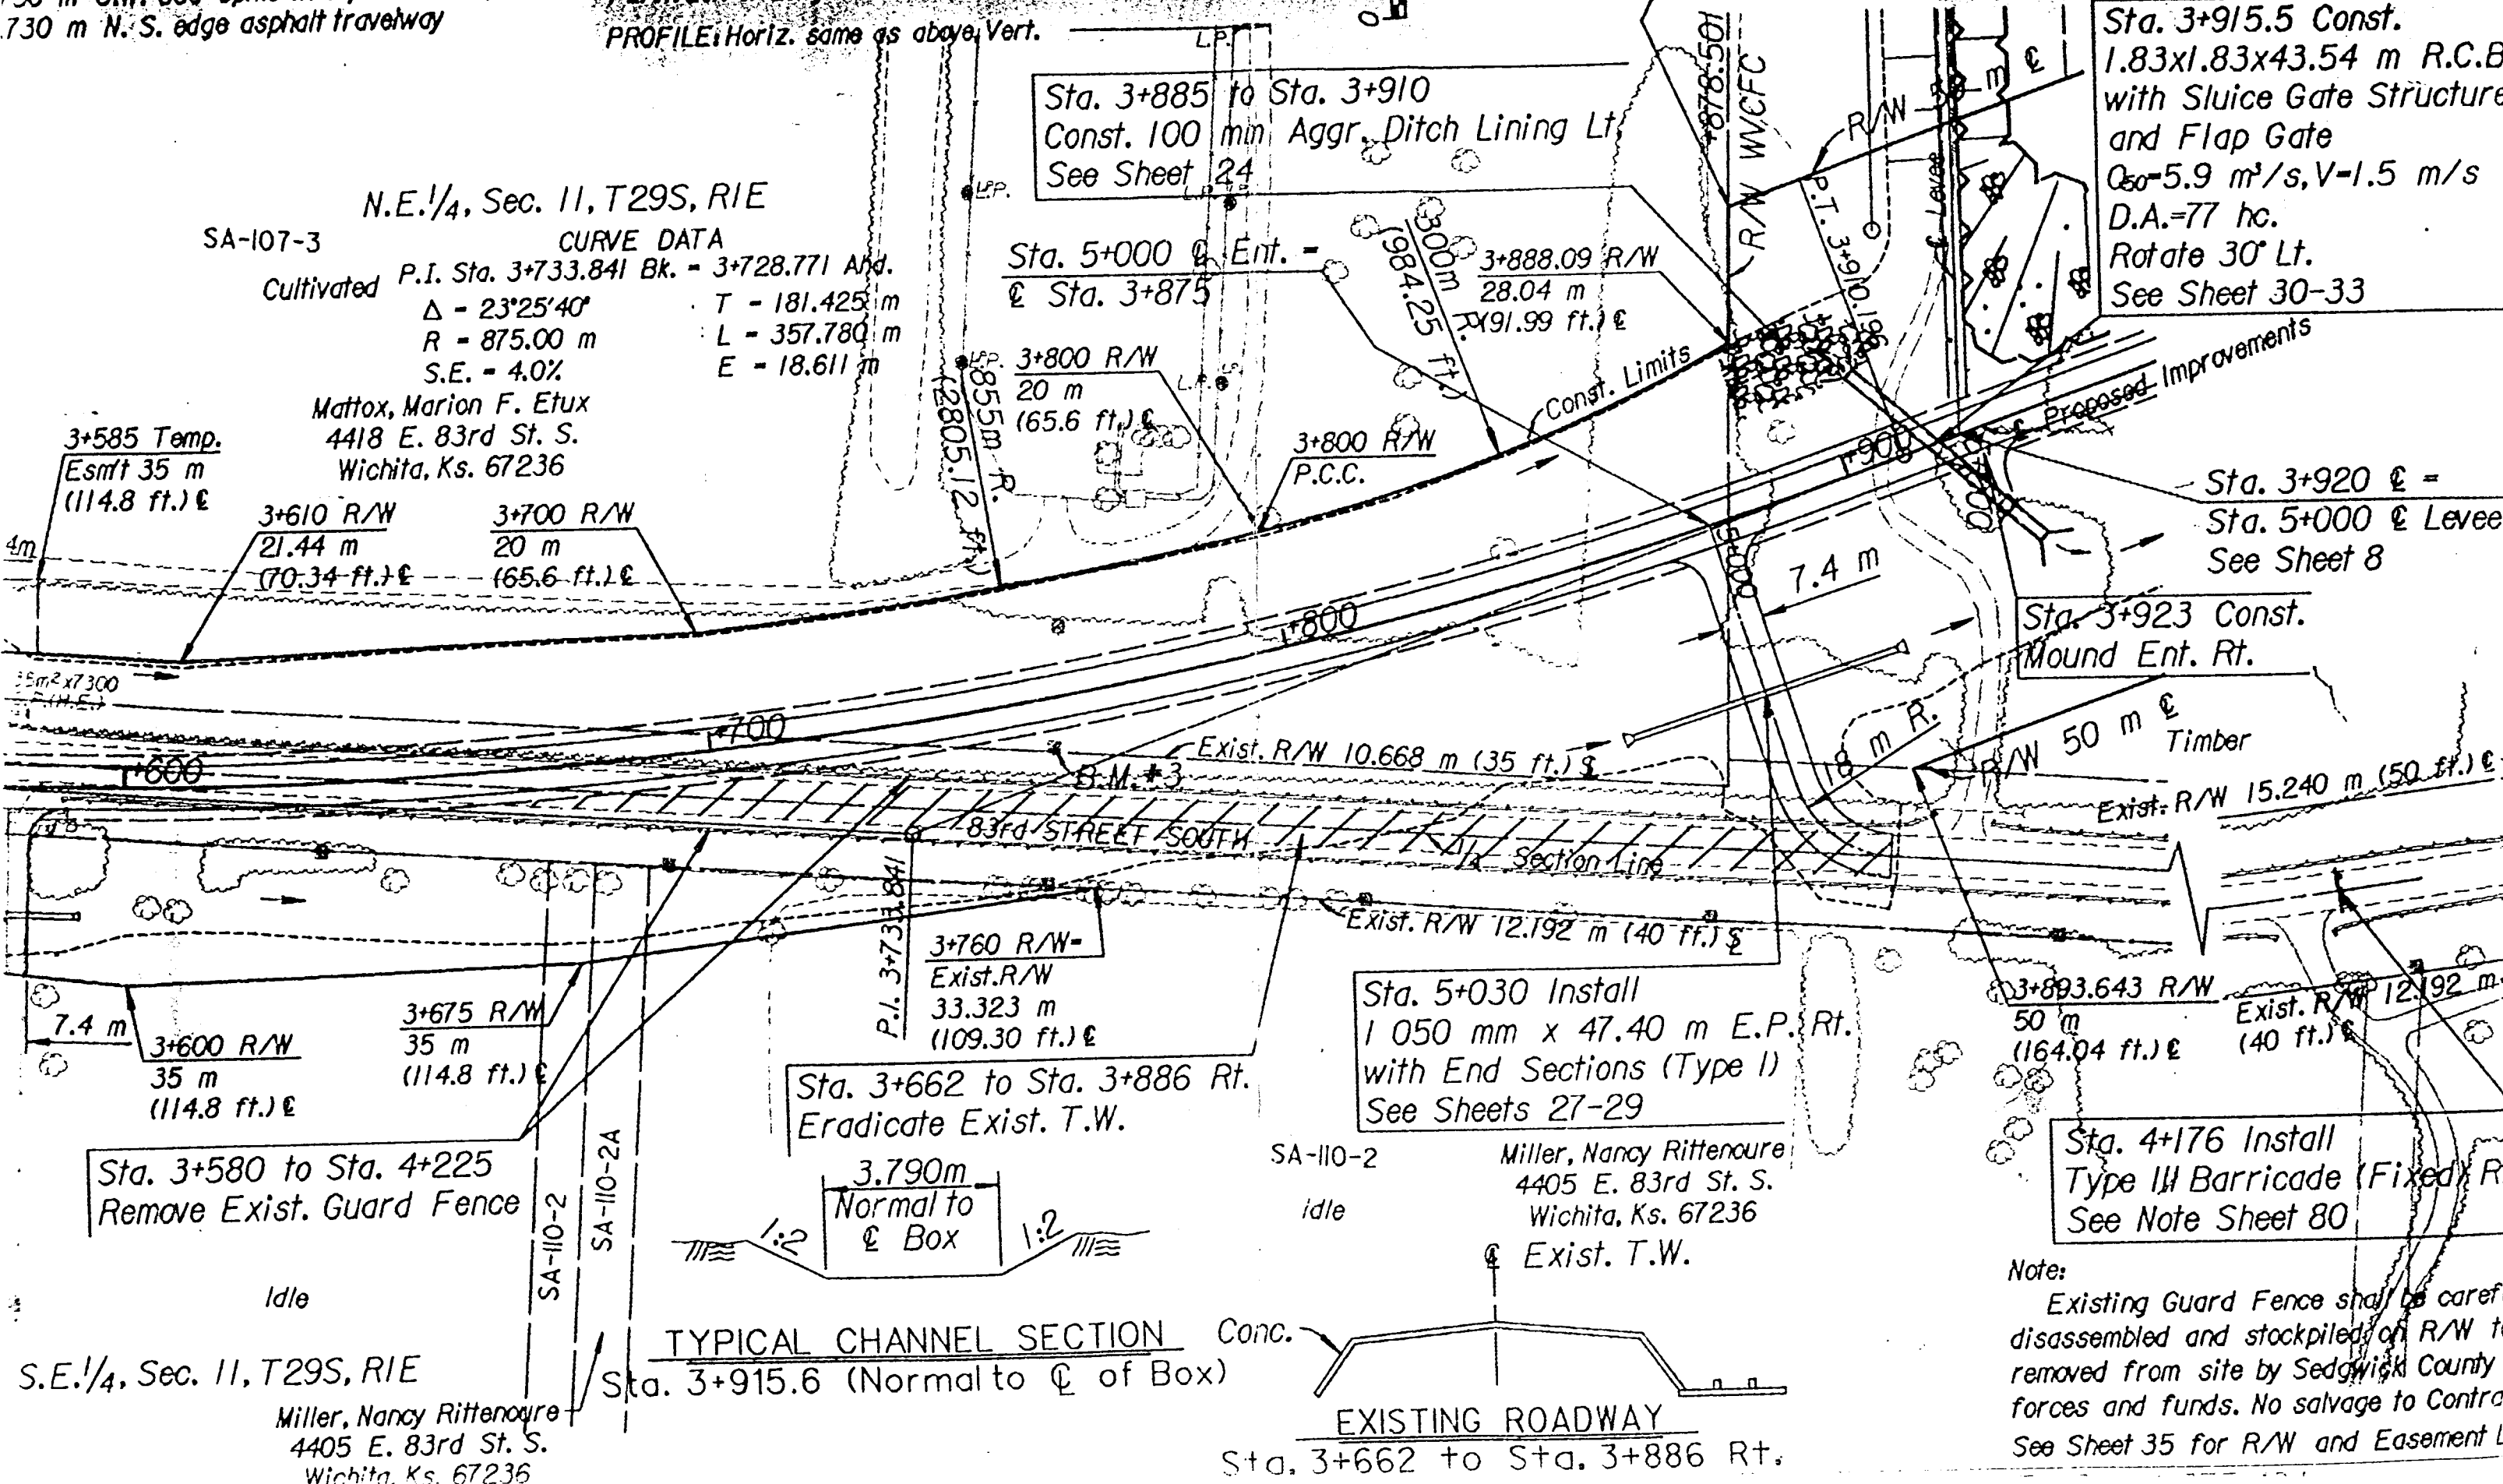 .730 m N. S. edge asphalt travelway
PROFILE: Horiz. same as above, Vert.
L.P.
Sta. 3+885 to Sta. 3+910
Const. 100 mm Aggr. Ditch Lining Lt.
See Sheet 24
+878.501
R/W WVCFC
R/W
m ℄
℄ Levee
Sta. 3+915.5 Const.
1.83x1.83x43.54 m R.C.B
with Sluice Gate Structure
and Flap Gate
Q50=5.9 m³/s, V=1.5 m/s
D.A.=77 hc.
Rotate 30° Lt.
See Sheet 30-33
N.E.1/4, Sec. 11, T29S, R1E
SA-107-3
CURVE DATA
Cultivated
P.I. Sta. 3+733.841 Bk. = 3+728.771 Ahd.
Δ = 23°25'40"
T = 181.425 m
R = 875.00 m
L = 357.780 m
S.E. = 4.0%
E = 18.611 m
Mattox, Marion F. Etux
4418 E. 83rd St. S.
Wichita, Ks. 67236
L.P.
L.P.
L.P.
L.P.
Sta. 5+000 ℄ Ent. =
℄ Sta. 3+875
300m R.
(984.25 ft.)
3+888.09 R/W
28.04 m
(91.99 ft.) ℄
P.T. 3+910.196
855m R.
(2805.12 ft.)
3+800 R/W
20 m
(65.6 ft.) ℄
Const. Limits
3+800 R/W
P.C.C.
℄ Proposed Improvements
3+585 Temp.
Esm't 35 m
(114.8 ft.) ℄
3+610 R/W
21.44 m
(70.34 ft.) ℄
3+700 R/W
20 m
(65.6 ft.) ℄
4m
+900
5+000
Sta. 3+920 ℄ =
Sta. 5+000 ℄ Levee
See Sheet 8
5+000
7.4 m
+800
Sta. 3+923 Const.
Mound Ent. Rt.
+700
+600
Exist. R/W 10.668 m (35 ft.) ℄
B.M. #3
18 m R.
R/W 50 m ℄
Timber
Exist. R/W 15.240 m (50 ft.) ℄
83rd STREET SOUTH
1/2 Section Line
P.I. 3+733.841
Exist. R/W 12.192 m (40 ft.) ℄
7.4 m
3+600 R/W
35 m
(114.8 ft.) ℄
3+675 R/W
35 m
(114.8 ft.) ℄
3+760 R/W=
Exist.R/W
33.323 m
(109.30 ft.) ℄
Sta. 5+030 Install
1 050 mm x 47.40 m E.P. Rt.
with End Sections (Type I)
See Sheets 27-29
3+893.643 R/W
50 m
(164.04 ft.) ℄
Exist. R/W 12.192 m
(40 ft.) ℄
Sta. 3+662 to Sta. 3+886 Rt.
Eradicate Exist. T.W.
Sta. 3+580 to Sta. 4+225
Remove Exist. Guard Fence
SA-110-2
SA-110-2A
3.790m
Normal to
℄ Box
1:2
1:2
SA-110-2
Idle
Miller, Nancy Rittenoure
4405 E. 83rd St. S.
Wichita, Ks. 67236
Sta. 4+176 Install
Type III Barricade (Fixed) R
See Note Sheet 80
Idle
℄ Exist. T.W.
TYPICAL CHANNEL SECTION
Sta. 3+915.6 (Normal to ℄ of Box)
Conc.
S.E.1/4, Sec. 11, T29S, R1E
Miller, Nancy Rittenoure
4405 E. 83rd St. S.
Wichita, Ks. 67236
EXISTING ROADWAY
Sta. 3+662 to Sta. 3+886 Rt.
Note:
Existing Guard Fence shall be caref
disassembled and stockpiled on R/W to
removed from site by Sedgwick County
forces and funds. No salvage to Contra
See Sheet 35 for R/W and Easement L